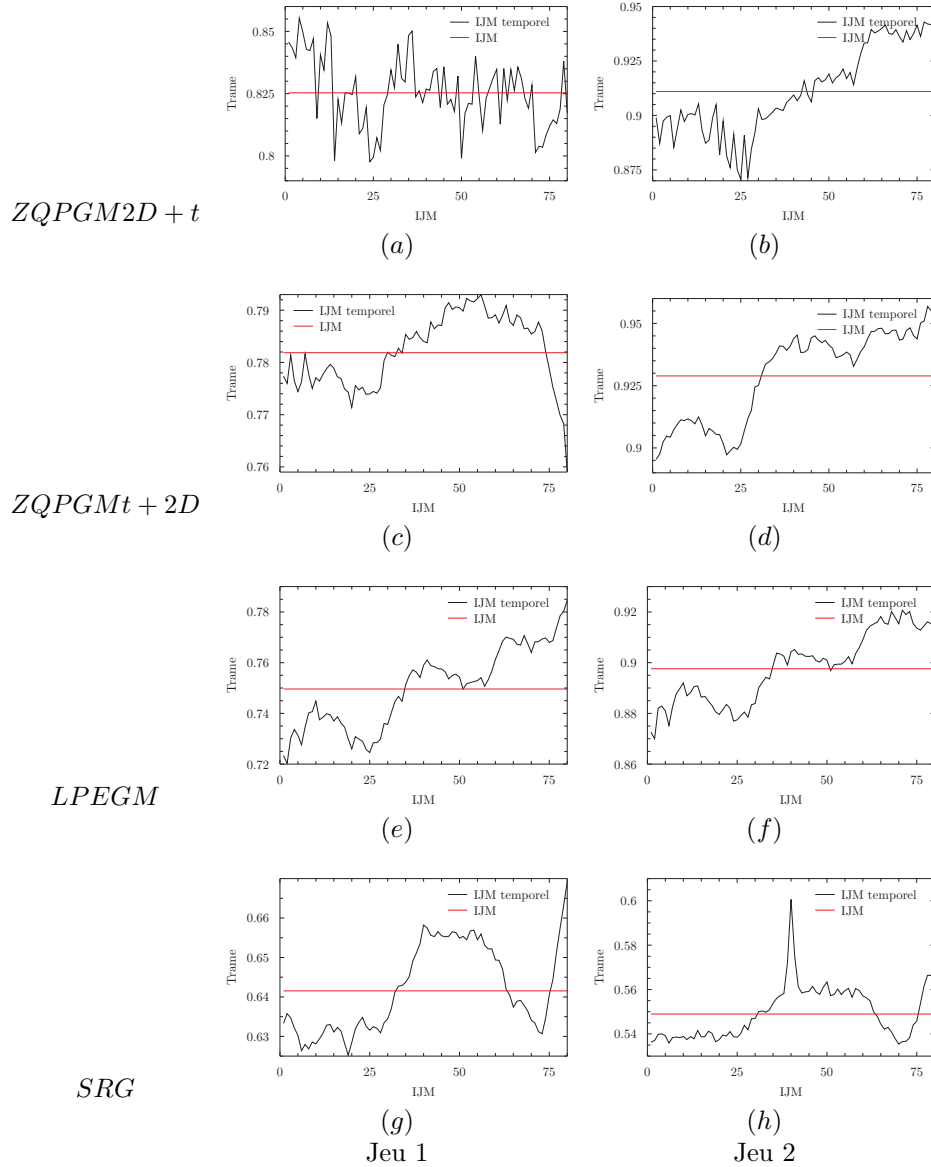 0.85
0.825
0.8
Trame
IJM temporel
IJM
0 25 50 75
IJM
0.95
0.925
0.9
0.875
Trame
IJM temporel
IJM
0 25 50 75
IJM
ZQPGM2D + t
(a)
(b)
0.79
0.78
0.77
0.76
Trame
IJM temporel
IJM
0 25 50 75
IJM
0.95
0.925
0.9
Trame
IJM temporel
IJM
0 25 50 75
IJM
ZQPGMt + 2D
(c)
(d)
0.78
0.76
0.74
0.72
Trame
IJM temporel
IJM
0 25 50 75
IJM
0.92
0.9
0.88
0.86
Trame
IJM temporel
IJM
0 25 50 75
IJM
LPEGM
(e)
(f)
0.66
0.65
0.64
0.63
Trame
IJM temporel
IJM
0 25 50 75
IJM
0.6
0.58
0.56
0.54
Trame
IJM temporel
IJM
0 25 50 75
IJM
SRG
(g)
(h)
Jeu 1
Jeu 2